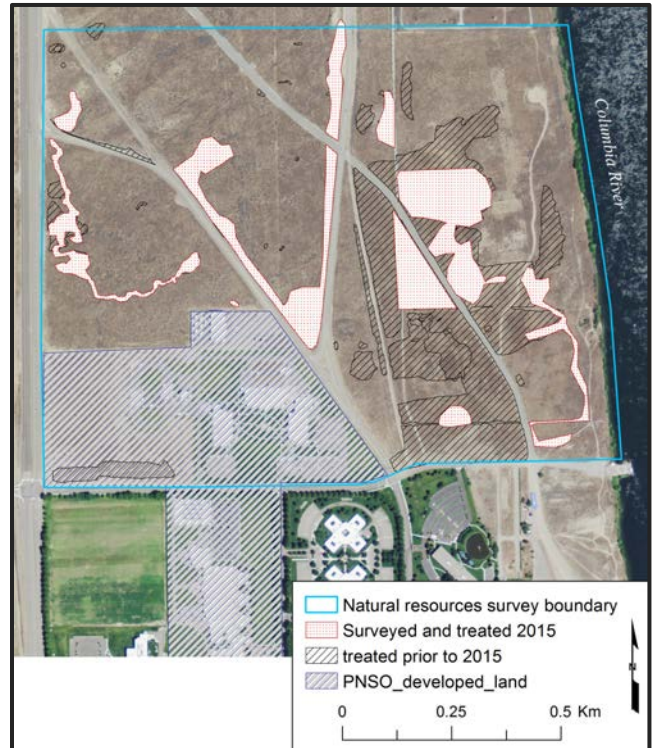 Columbia River
Natural resources survey boundary
Surveyed and treated 2015
treated prior to 2015
PNSO_developed_land
N
0 0.25 0.5 Km